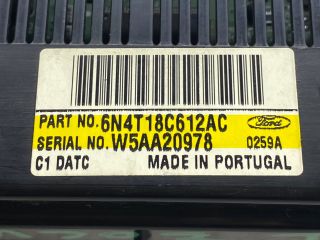 PART NO. 6N4T18C612AC
Ford
SERIAL NO. W5AA20978 0259A
C1 DATC MADE IN PORTUGAL